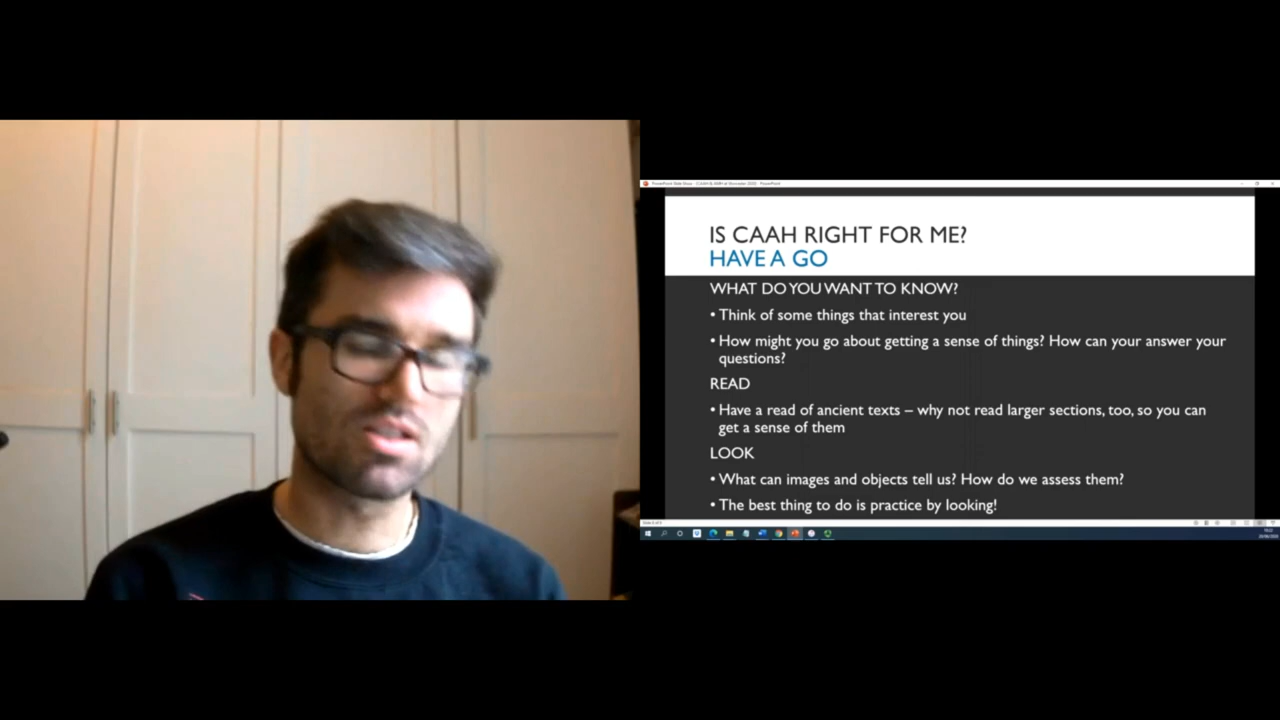 IS CAAH RIGHT FOR ME?
HAVE A GO
WHAT DO YOU WANT TO KNOW?
• Think of some things that interest you
• How might you go about getting a sense of things? How can your answer your
questions?
READ
• Have a read of ancient texts – why not read larger sections, too, so you can
get a sense of them
LOOK
• What can images and objects tell us? How do we assess them?
• The best thing to do is practice by looking!